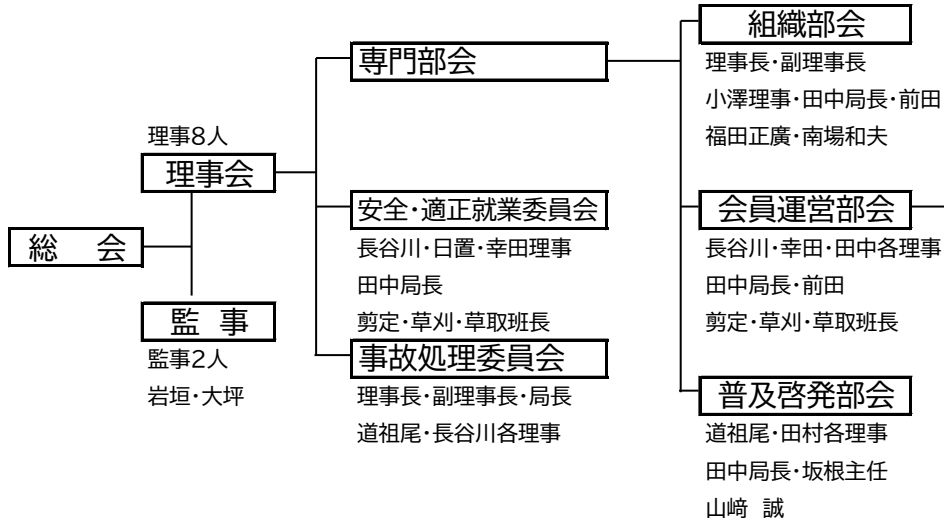 総　会
理事8人
理事会
監　事
監事2人
岩垣・大坪
専門部会
安全・適正就業委員会
長谷川・日置・幸田理事
田中局長
剪定・草刈・草取班長
事故処理委員会
理事長・副理事長・局長
道祖尾・長谷川各理事
組織部会
理事長・副理事長
小澤理事・田中局長・前田
福田正廣・南場和夫
会員運営部会
長谷川・幸田・田中各理事
田中局長・前田
剪定・草刈・草取班長
普及啓発部会
道祖尾・田村各理事
田中局長・坂根主任
山﨑　誠